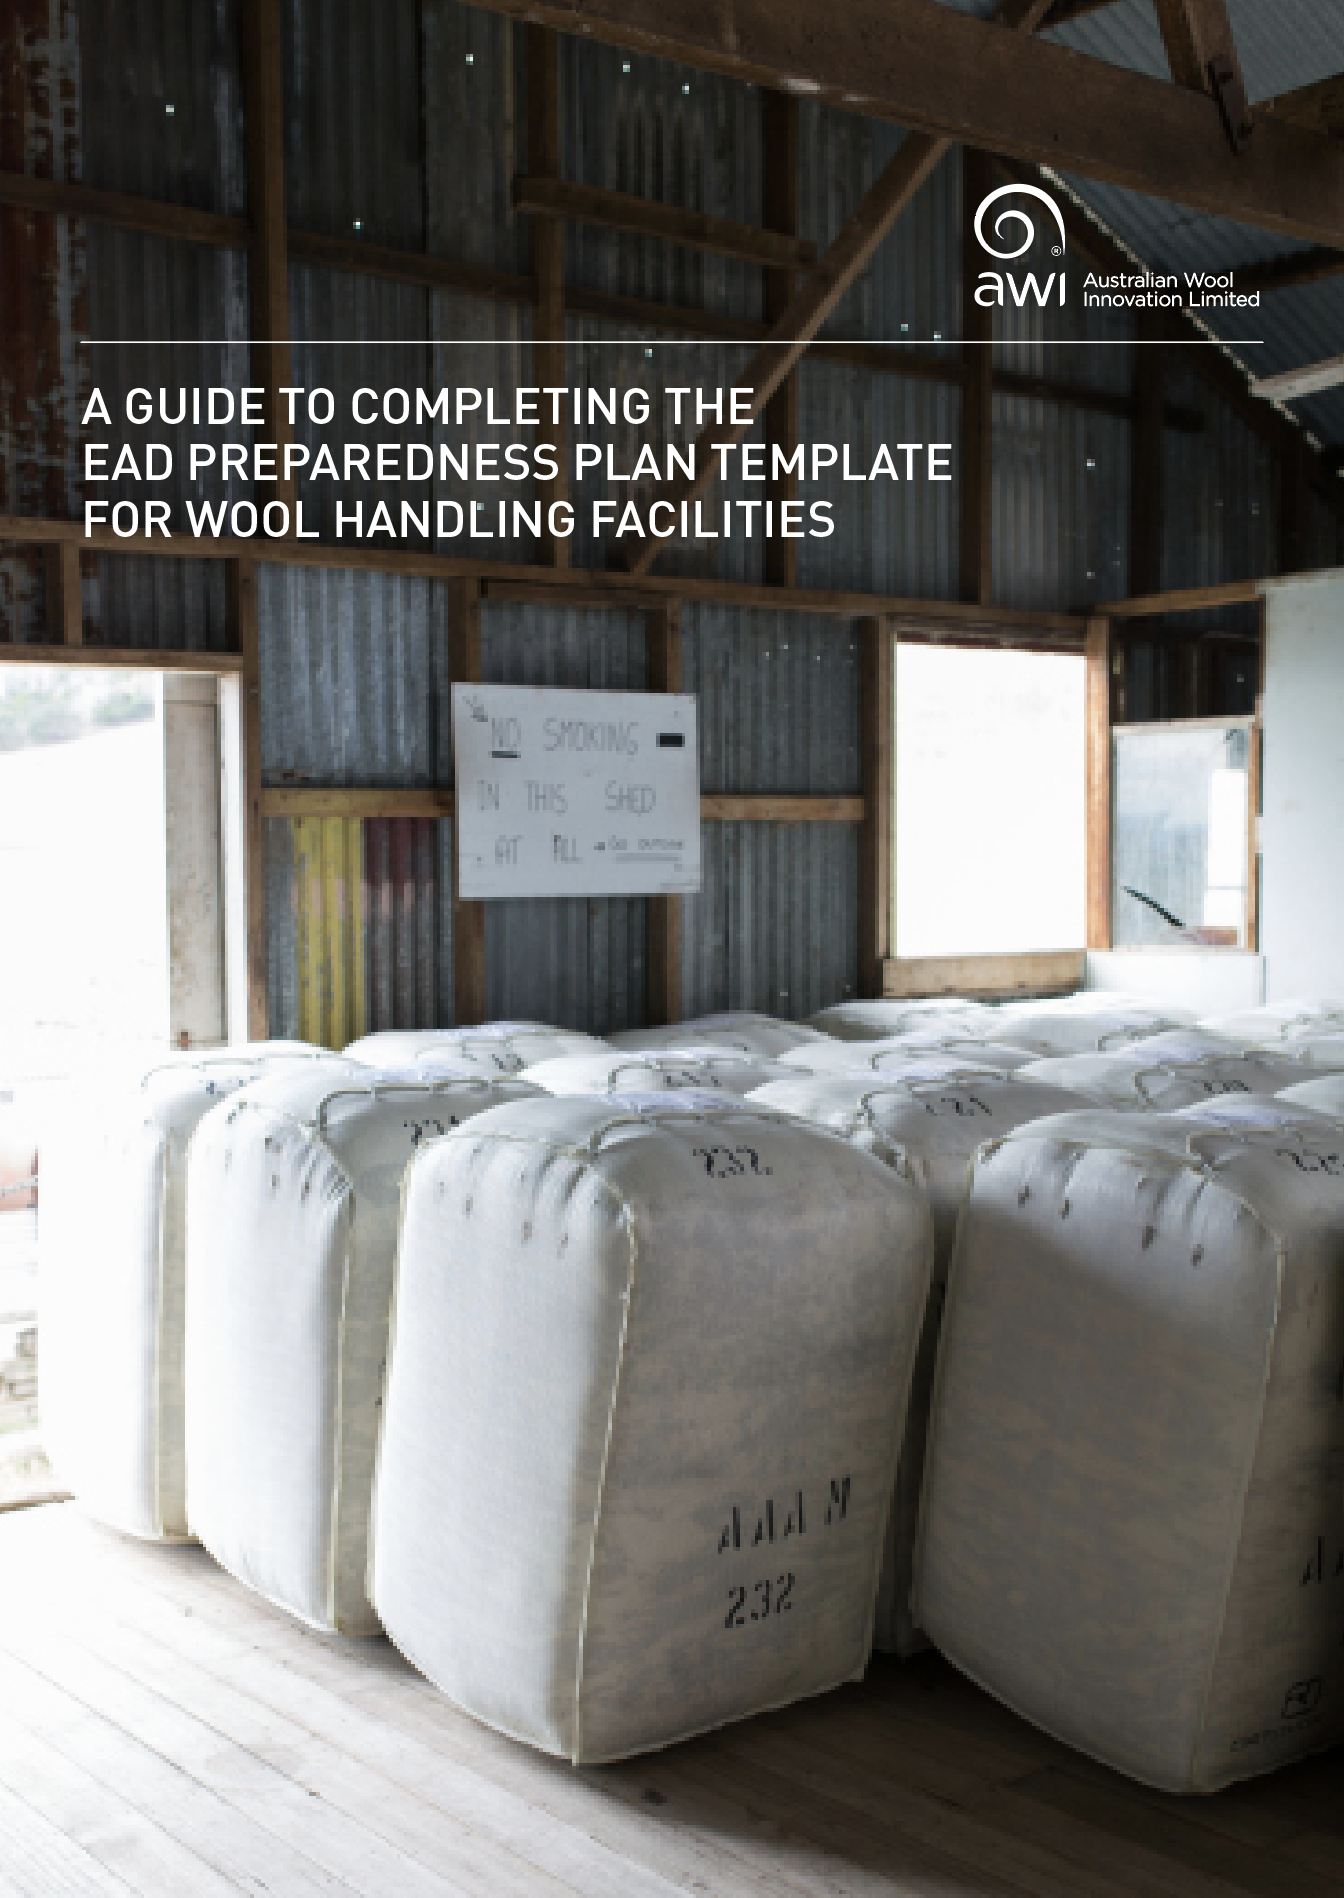 awi
®
Australian Wool
Innovation Limited
A GUIDE TO COMPLETING THE
EAD PREPAREDNESS PLAN TEMPLATE
FOR WOOL HANDLING FACILITIES
NO SMOKING
IN THIS SHED
AT ALL
232
AAA M
232